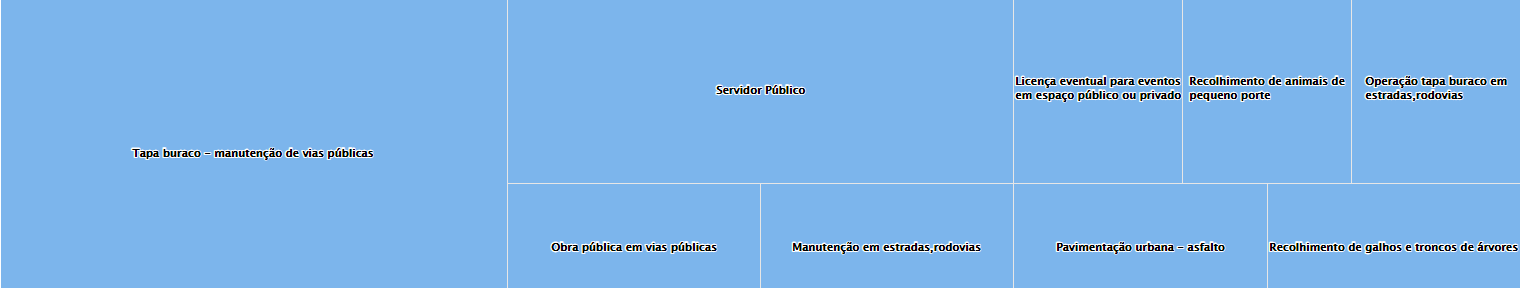 Tapa buraco - manutenção de vias públicas
Servidor Público
Licença eventual para eventos
em espaço público ou privado
Recolhimento de animais de
pequeno porte
Operação tapa buraco em
estradas,rodovias
Obra pública em vias públicas
Manutenção em estradas,rodovias
Pavimentação urbana - asfalto
Recolhimento de galhos e troncos de árvores